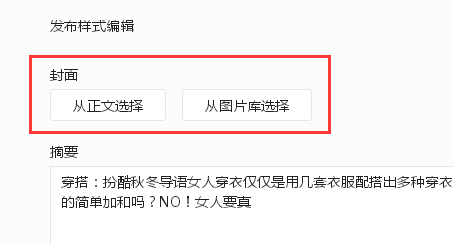 发布样式编辑
封面
从正文选择 从图片库选择
摘要
穿搭：扮酷秋冬导语女人穿衣仅仅是用几套衣服配搭出多种穿衣
的简单加和吗？NO！女人要真